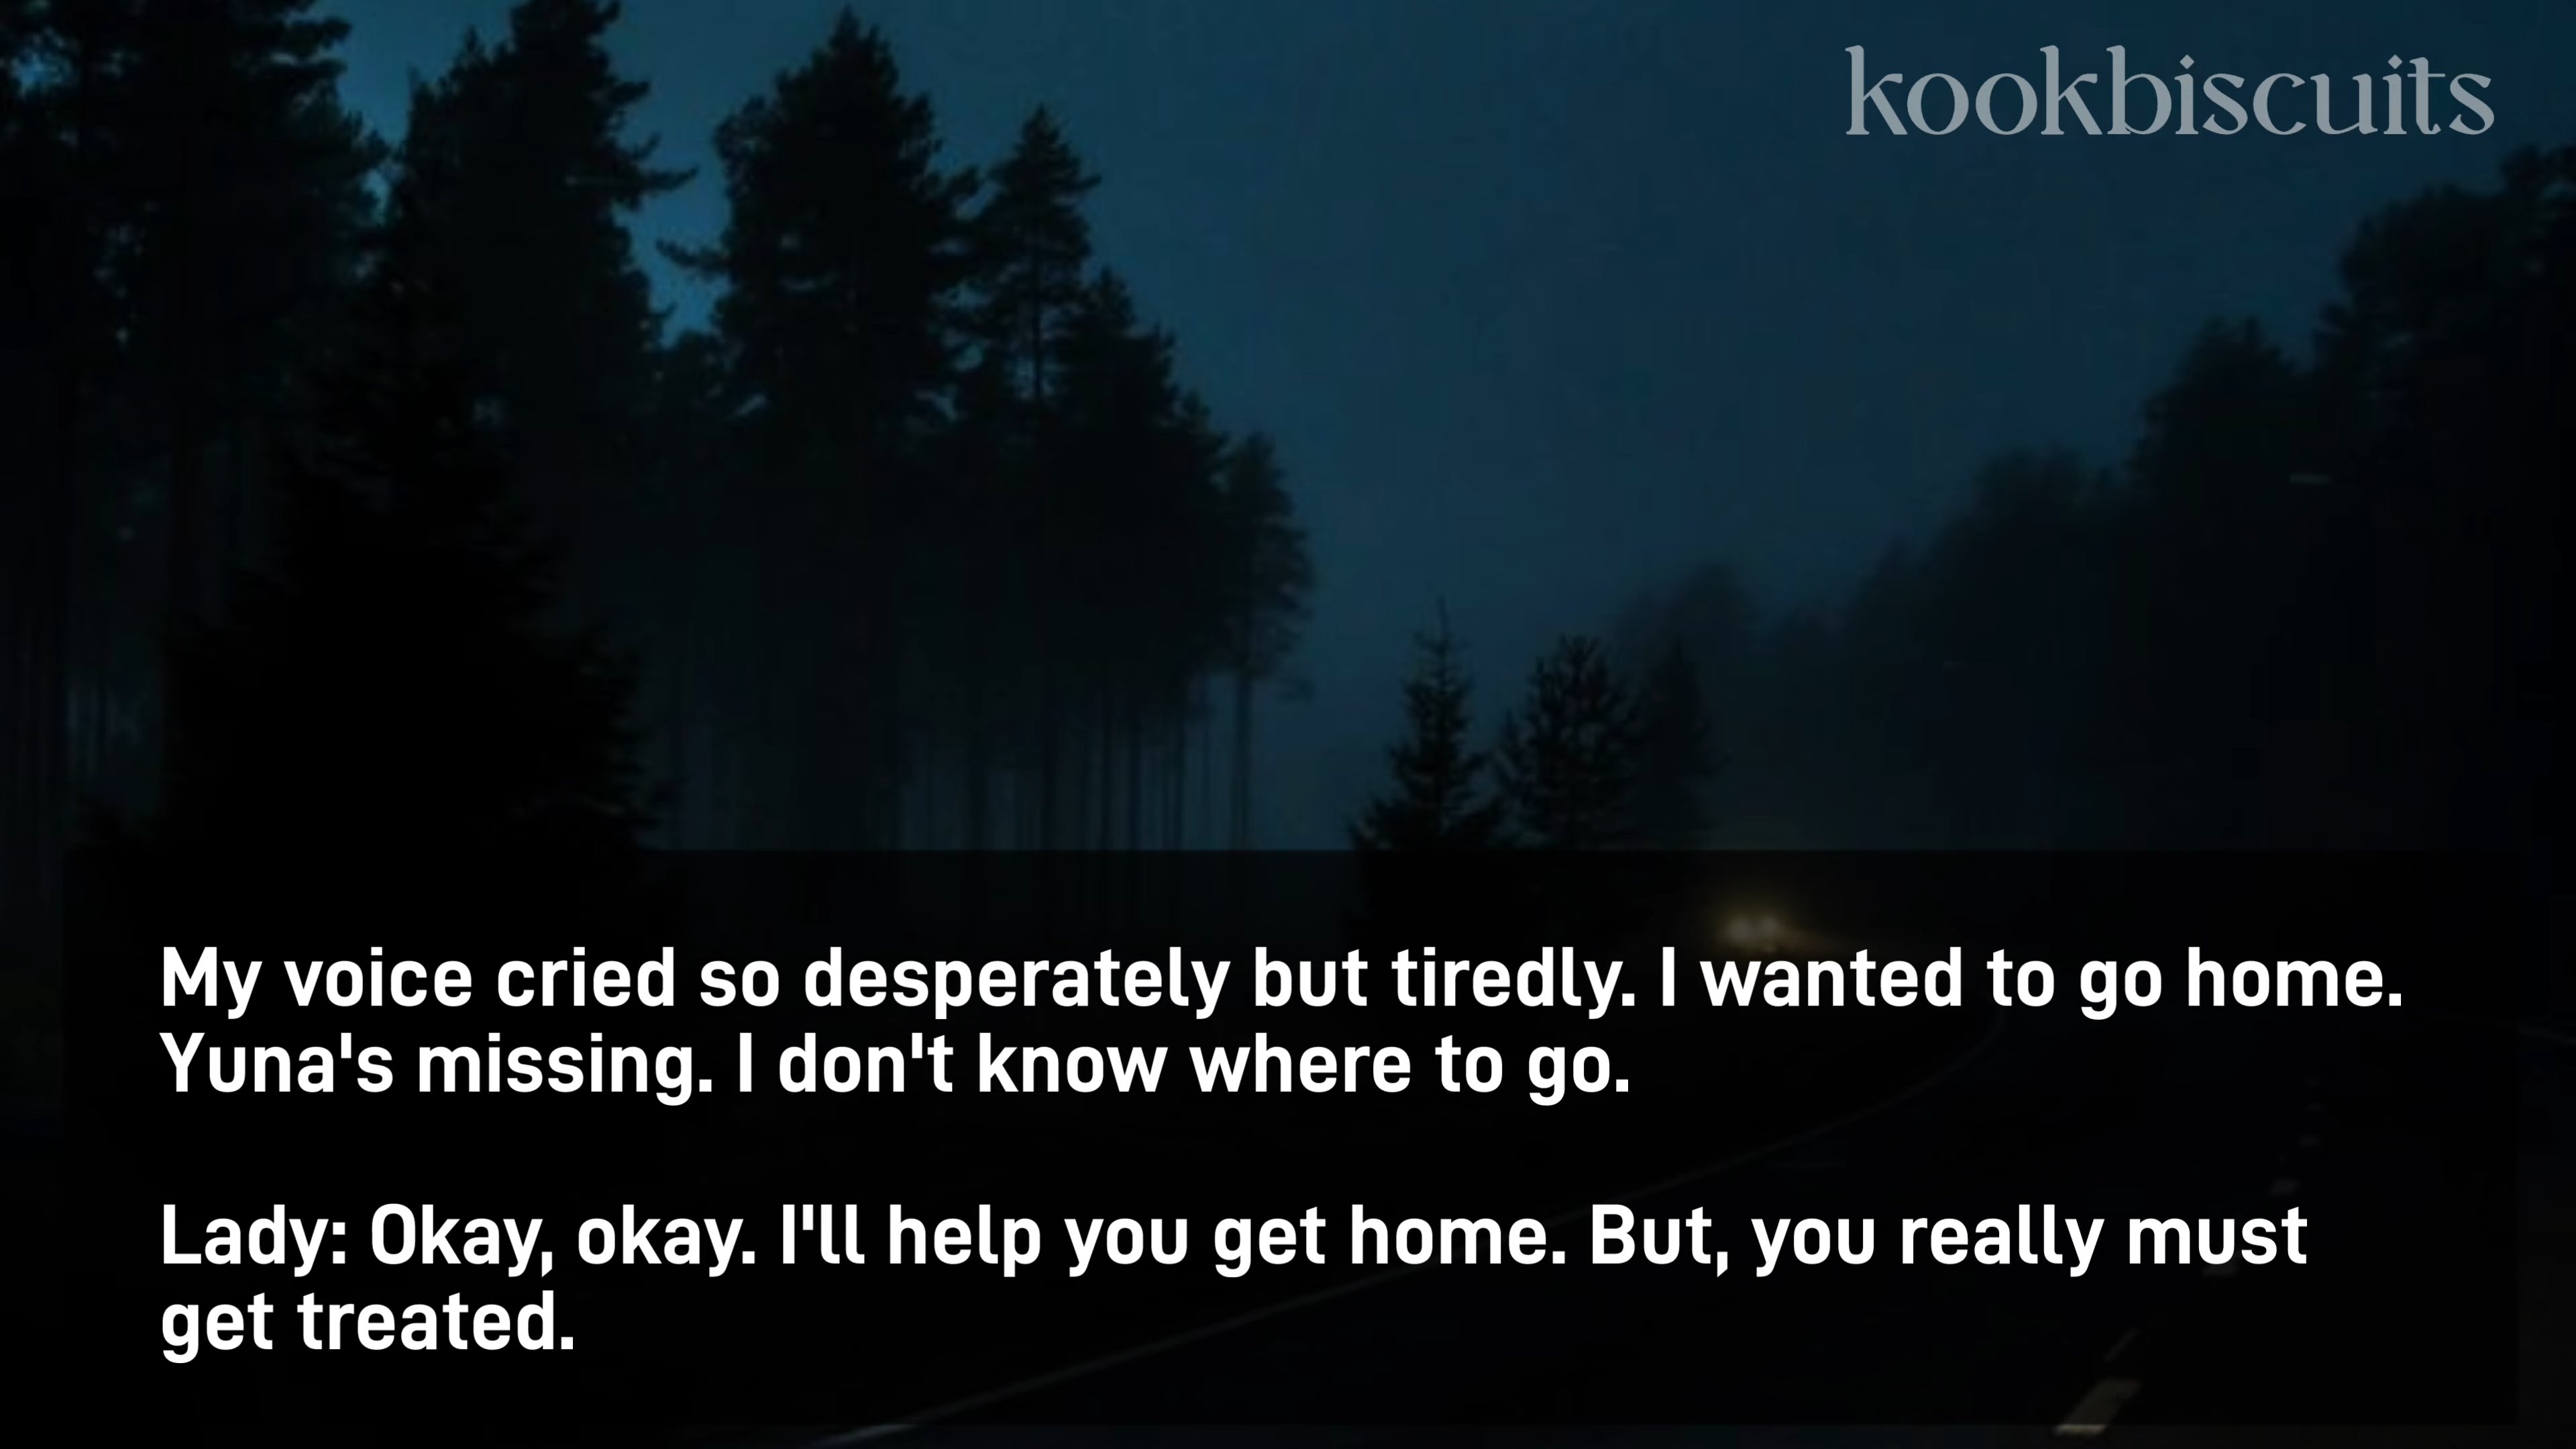 kookbiscuits
My voice cried so desperately but tiredly. I wanted to go home.
Yuna's missing. I don't know where to go.
Lady: Okay, okay. I'll help you get home. But, you really must
get treated.